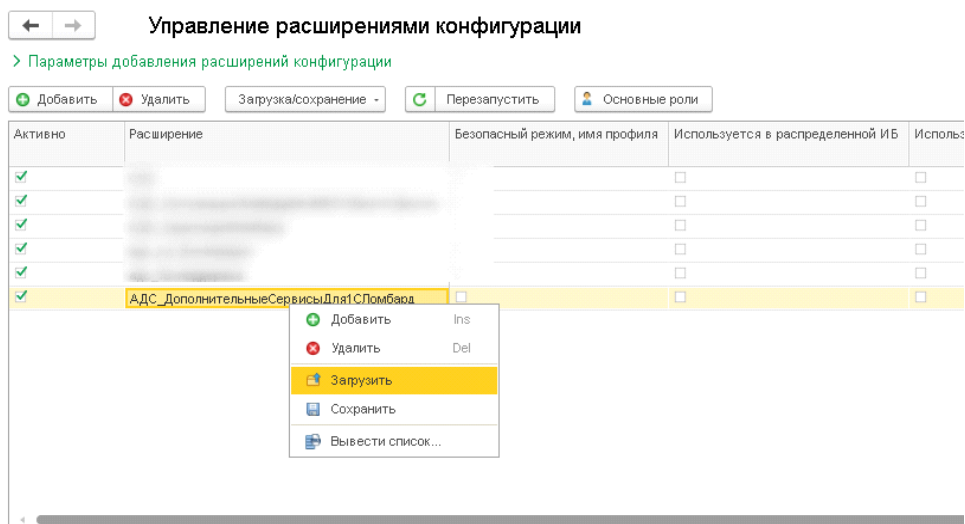 Управление расширениями конфигурации
Параметры добавления расширений конфигурации
Добавить Удалить Загрузка/сохранение Перезапустить Основные роли
Активно Расширение Безопасный режим, имя профиля Используется в распределенной ИБ Использ
АДС_ДополнительныеСервисыДля1СЛомбард
Добавить Ins
Удалить Del
Загрузить
Сохранить
Вывести список...